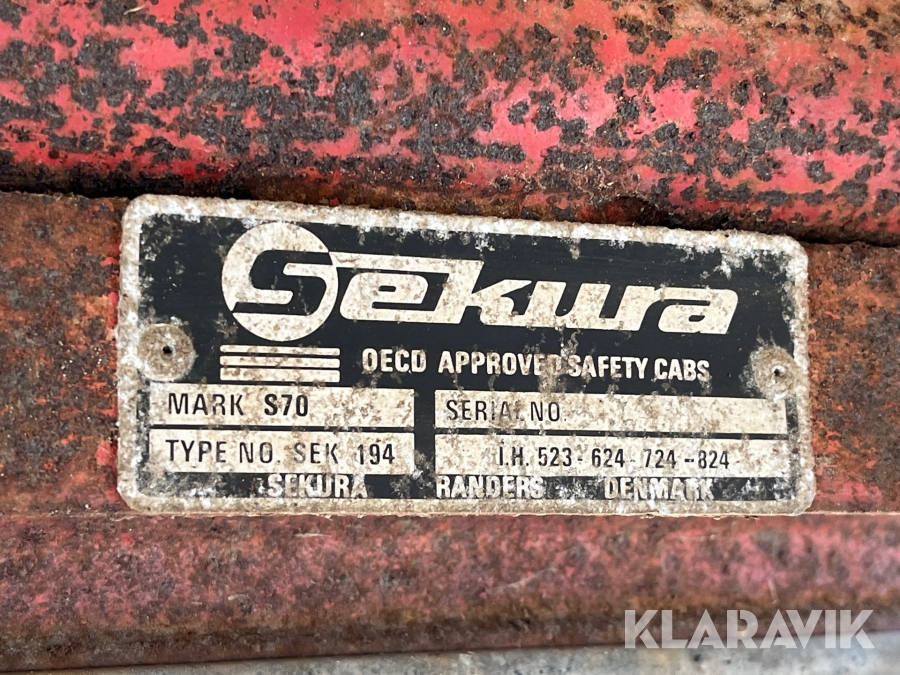 Sekura
OECD APPROVED SAFETY CABS
MARK S70
SERIAL NO.
TYPE NO. SEK 194
I.H. 523-624-724-824
SEKURA RANDERS DENMARK
KLARAVIK